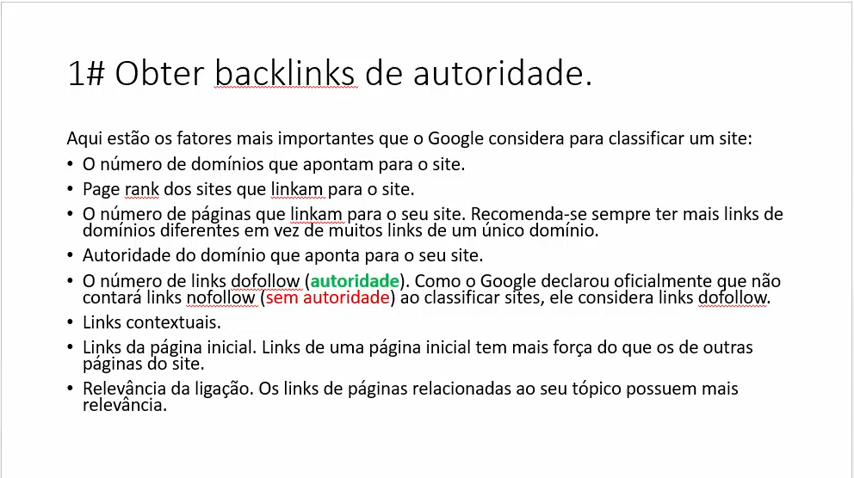 1# Obter backlinks de autoridade.
Aqui estão os fatores mais importantes que o Google considera para classificar um site:
• O número de domínios que apontam para o site.
• Page rank dos sites que linkam para o site.
• O número de páginas que linkam para o seu site. Recomenda-se sempre ter mais links de
domínios diferentes em vez de muitos links de um único domínio.
• Autoridade do domínio que aponta para o seu site.
• O número de links dofollow (autoridade). Como o Google declarou oficialmente que não
contará links nofollow (sem autoridade) ao classificar sites, ele considera links dofollow.
• Links contextuais.
• Links da página inicial. Links de uma página inicial tem mais força do que os de outras
páginas do site.
• Relevância da ligação. Os links de páginas relacionadas ao seu tópico possuem mais
relevância.